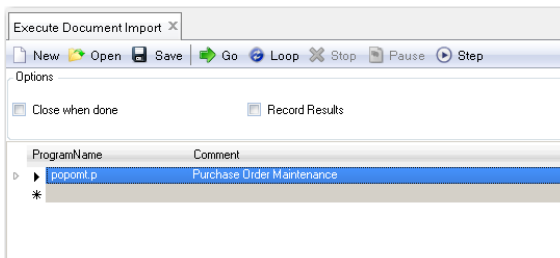 Execute Document Import
New Open Save Go Loop Stop Pause Step
Options
Close when done Record Results
ProgramName Comment
popomt.p Purchase Order Maintenance